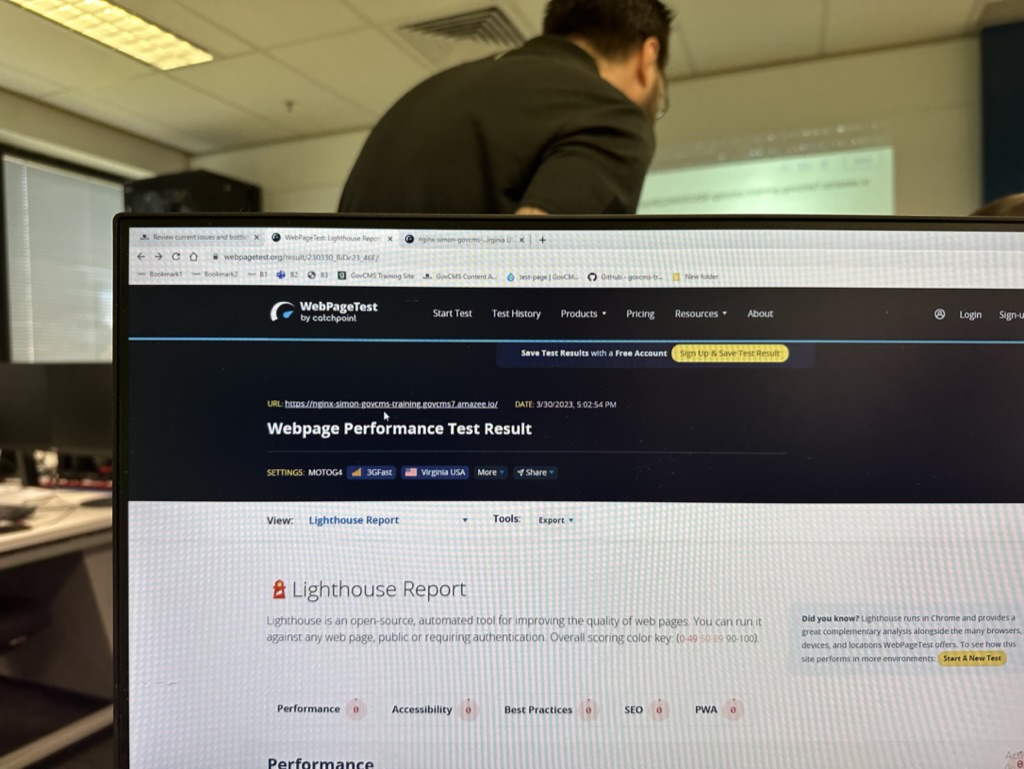 Review current issues and
WebPageTest Lighthouse Repo
nginx-simon-govcms-
webpagetest.org/result/230330_
Bookmark1 Bookmark2 B1 B2 B3 GovCMS Training Site GovCMS Content A... test-page | GovCM... GitHub - govcms-tr... New folder
WebPageTest
by catchpoint
Start Test Test History Products Pricing Resources About Login Sign-u
Save Test Results with a Free Account Sign Up & Save Test Result
URL: https://nginx-simon-govcms-training.govcms7.amazee.io/ DATE: 3/30/2023, 5:02:54 PM
Webpage Performance Test Result
SETTINGS: MOTOG4 3GFast Virginia USA More Share
View: Lighthouse Report Tools: Export
Lighthouse Report
Lighthouse is an open-source, automated tool for improving the quality of web pages. You can run it
against any web page, public or requiring authentication. Overall scoring color key: (0-49 50-89 90-100).
Did you know? Lighthouse runs in Chrome and provides a
great complementary analysis alongside the many browsers,
devices, and locations WebPageTest offers. To see how this
site performs in more environments: Start A New Test
Performance 0 Accessibility 0 Best Practices 0 SEO 0 PWA 0
Performance